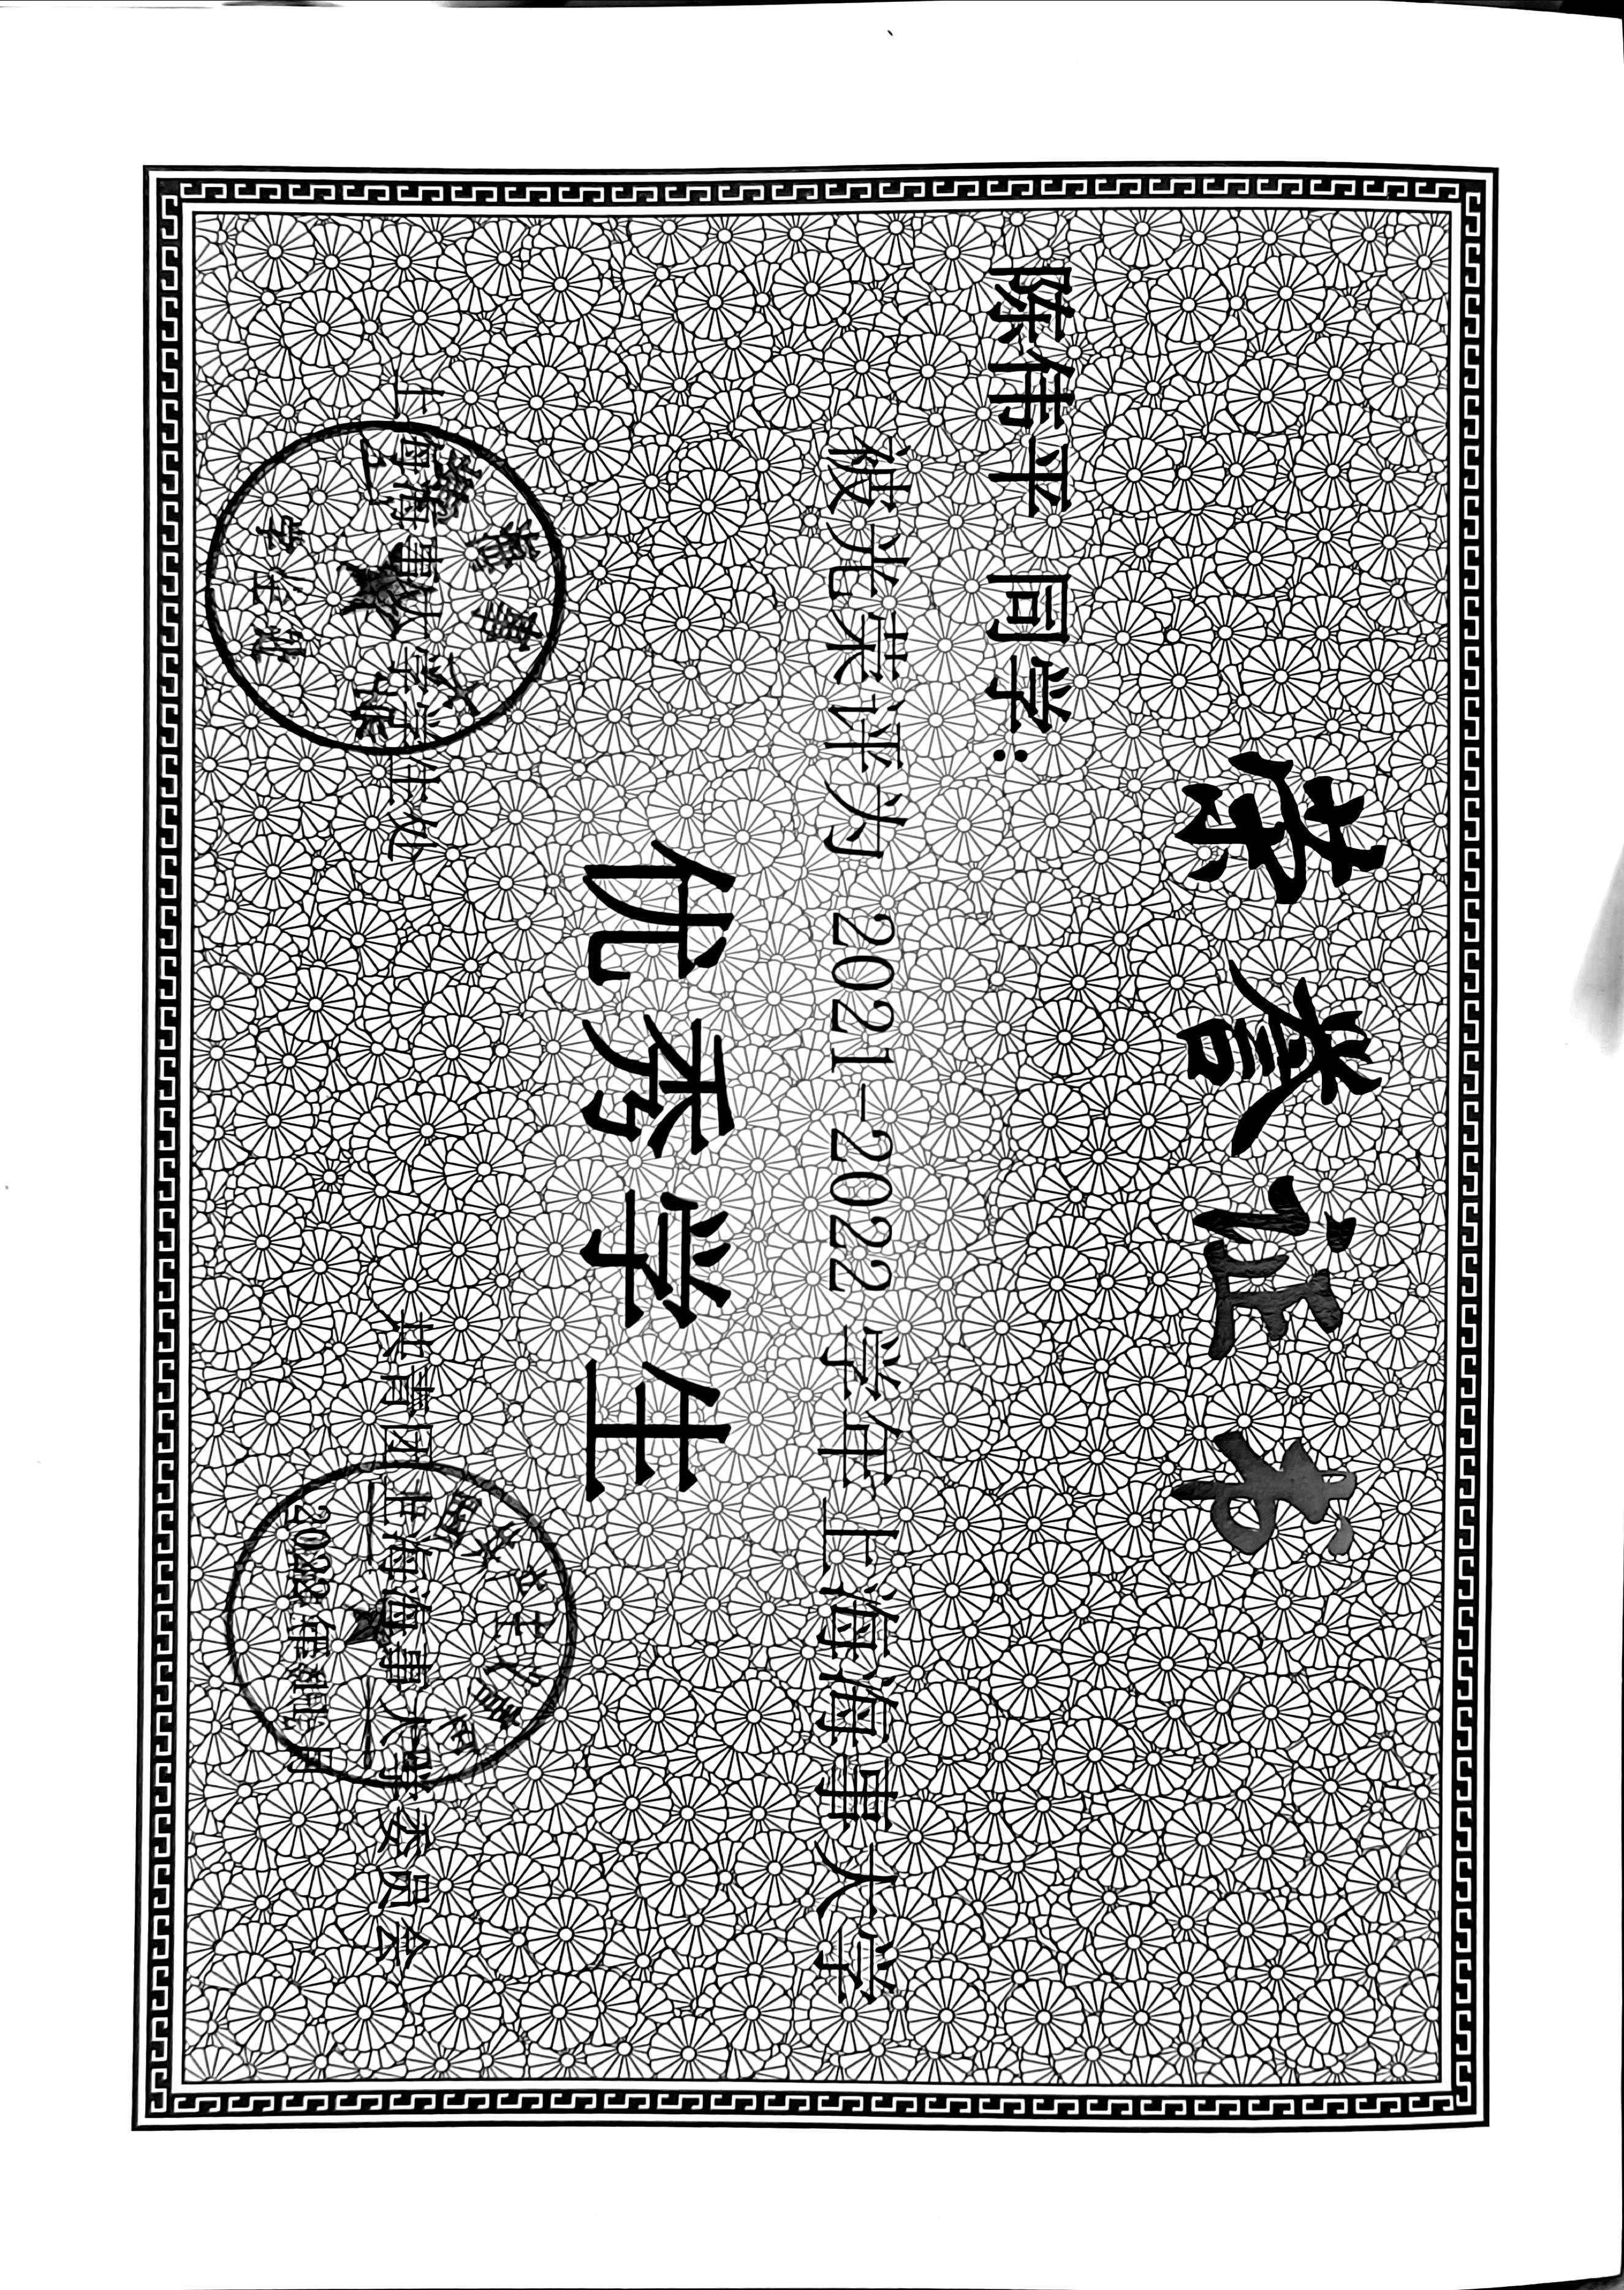 荣誉证书
陈伟平 同学：
被光荣评为 2021-2022 学年上海海事大学
优秀学生
上海海事大学学生处
共青团上海海事大学委员会
2022 年 11 月
上海海事大学
学生处